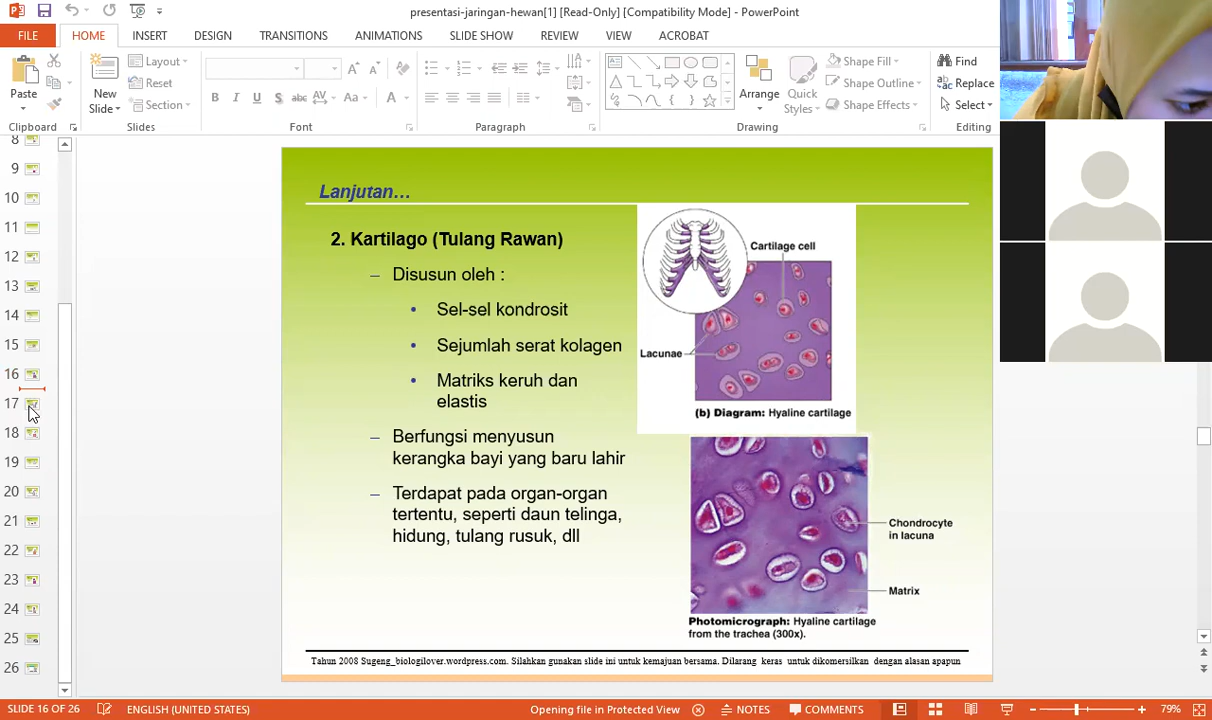 presentasi-jaringan-hewan[1] [Read-Only] [Compatibility Mode] - PowerPoint
FILE HOME INSERT DESIGN TRANSITIONS ANIMATIONS SLIDE SHOW REVIEW VIEW ACROBAT
Paste
New
Slide
Layout
Reset
Section
B I U S abc AV Aa A
Arrange
Quick
Styles
Shape Fill
Shape Outline
Shape Effects
Find
Replace
Select
Clipboard Slides Font Paragraph Drawing Editing
8
9
10
11
12
13
14
15
16
17
18
19
20
21
22
23
24
25
26
Lanjutan…
2. Kartilago (Tulang Rawan)
– Disusun oleh :
• Sel-sel kondrosit
• Sejumlah serat kolagen
• Matriks keruh dan
elastis
– Berfungsi menyusun
kerangka bayi yang baru lahir
– Terdapat pada organ-organ
tertentu, seperti daun telinga,
hidung, tulang rusuk, dll
Cartilage cell
Lacunae
(b) Diagram: Hyaline cartilage
Chondrocyte
in lacuna
Matrix
Photomicrograph: Hyaline cartilage
from the trachea (300x).
Tahun 2008 Sugeng_biologilover.wordpress.com. Silahkan gunakan slide ini untuk kemajuan bersama. Dilarang keras untuk dikomersilkan dengan alasan apapun
SLIDE 16 OF 26 ENGLISH (UNITED STATES) Opening file in Protected View NOTES COMMENTS 79%